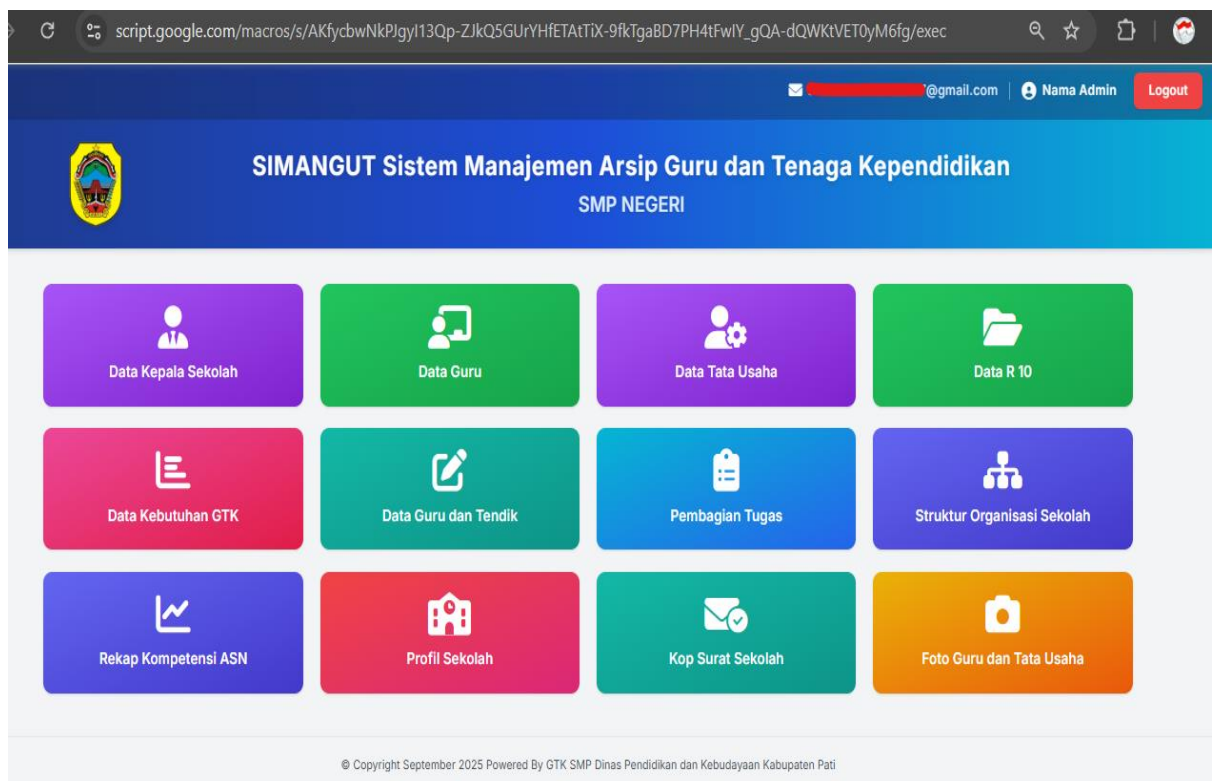 script.google.com/macros/s/AKfycbwNkPJgyI13Qp-ZJkQ5GUrYHfETAtTiX-9fkTgaBD7PH4tFwIY_gQA-dQWKtVET0yM6fg/exec
@gmail.com | Nama Admin Logout
SIMANGUT Sistem Manajemen Arsip Guru dan Tenaga Kependidikan
SMP NEGERI
Data Kepala Sekolah
Data Guru
Data Tata Usaha
Data R 10
Data Kebutuhan GTK
Data Guru dan Tendik
Pembagian Tugas
Struktur Organisasi Sekolah
Rekap Kompetensi ASN
Profil Sekolah
Kop Surat Sekolah
Foto Guru dan Tata Usaha
© Copyright September 2025 Powered By GTK SMP Dinas Pendidikan dan Kebudayaan Kabupaten Pati